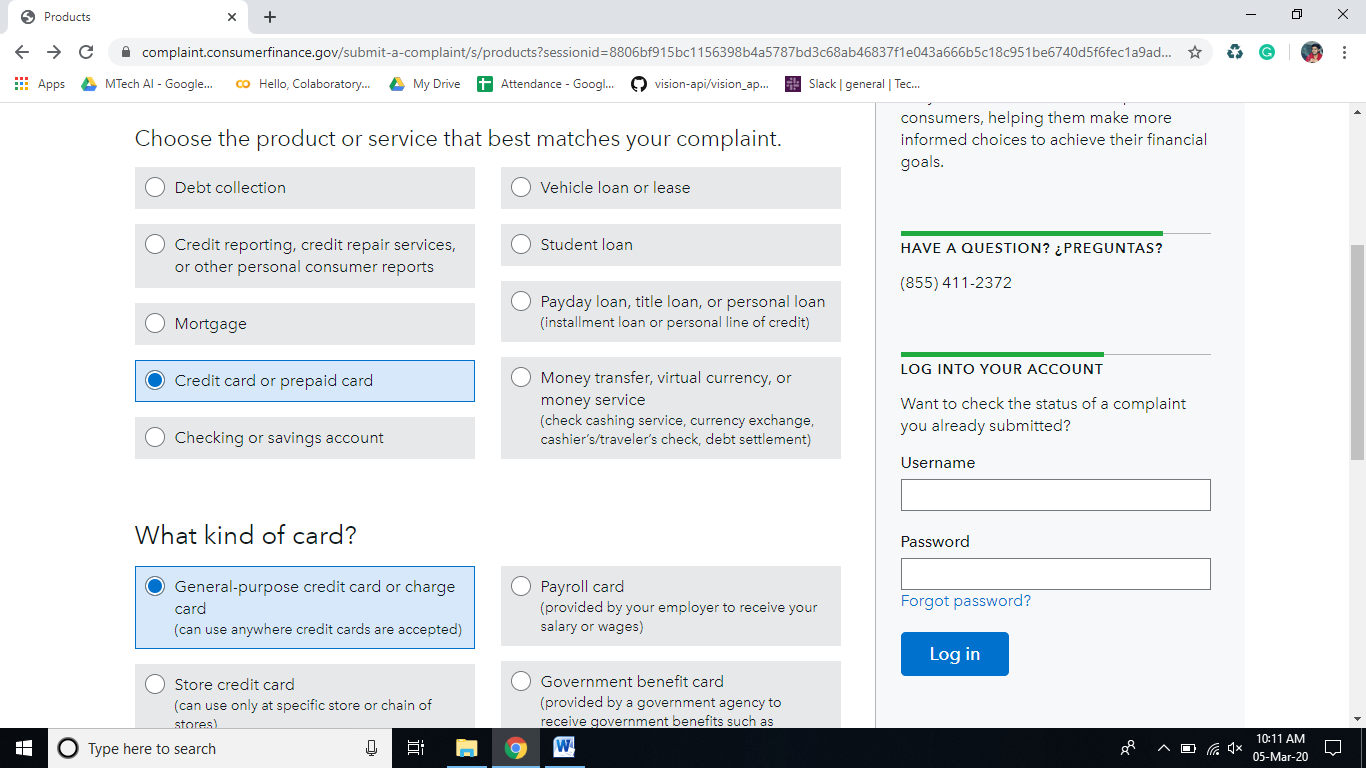 Products
complaint.consumerfinance.gov/submit-a-complaint/s/products?sessionid=8806bf915bc1156398b4a5787bd3c68ab46837f1e043a666b5c18c951be6740d5f6fec1a9ad...
Apps
MTech AI - Google...
Hello, Colaboratory...
My Drive
Attendance - Googl...
vision-api/vision_ap...
Slack | general | Tec...
Choose the product or service that best matches your complaint.
Debt collection
Credit reporting, credit repair services,
or other personal consumer reports
Mortgage
Credit card or prepaid card
Checking or savings account
Vehicle loan or lease
Student loan
Payday loan, title loan, or personal loan
(installment loan or personal line of credit)
Money transfer, virtual currency, or
money service
(check cashing service, currency exchange,
cashier's/traveler's check, debt settlement)
What kind of card?
General-purpose credit card or charge
card
(can use anywhere credit cards are accepted)
Store credit card
(can use only at specific store or chain of
stores)
Payroll card
(provided by your employer to receive your
salary or wages)
Government benefit card
(provided by a government agency to
receive government benefits such as
consumers, helping them make more
informed choices to achieve their financial
goals.
HAVE A QUESTION? ¿PREGUNTAS?
(855) 411-2372
LOG INTO YOUR ACCOUNT
Want to check the status of a complaint
you already submitted?
Username
Password
Forgot password?
Log in
Type here to search
10:11 AM
05-Mar-20